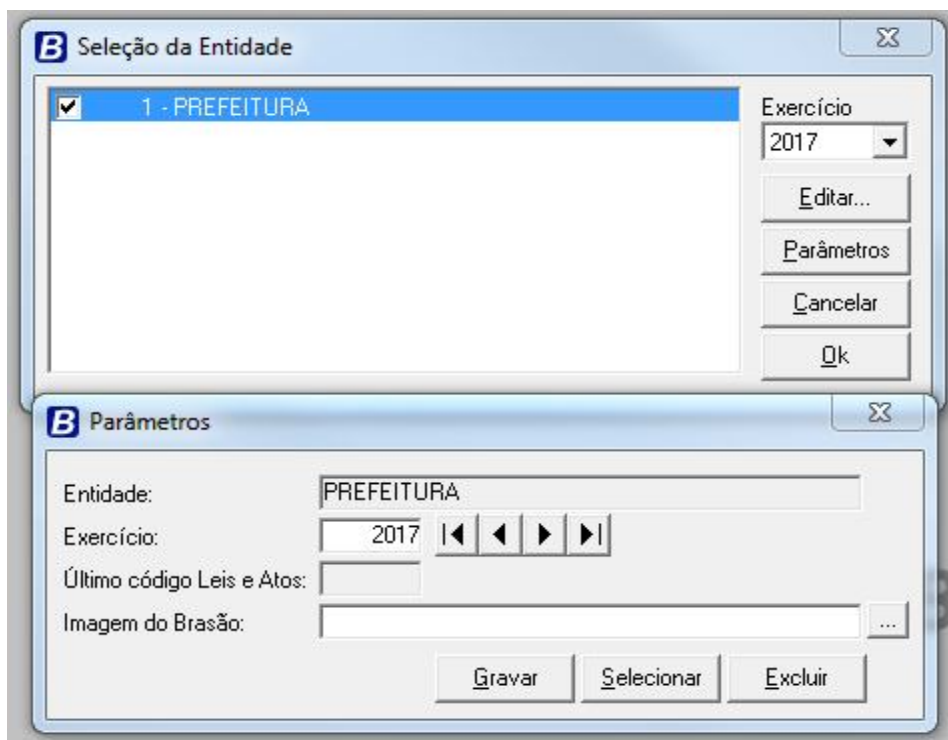 B Seleção da Entidade
1 - PREFEITURA
Exercício
2017
Editar...
Parâmetros
Cancelar
Ok
B Parâmetros
Entidade: PREFEITURA
Exercício: 2017
Último código Leis e Atos:
Imagem do Brasão: ...
Gravar Selecionar Excluir